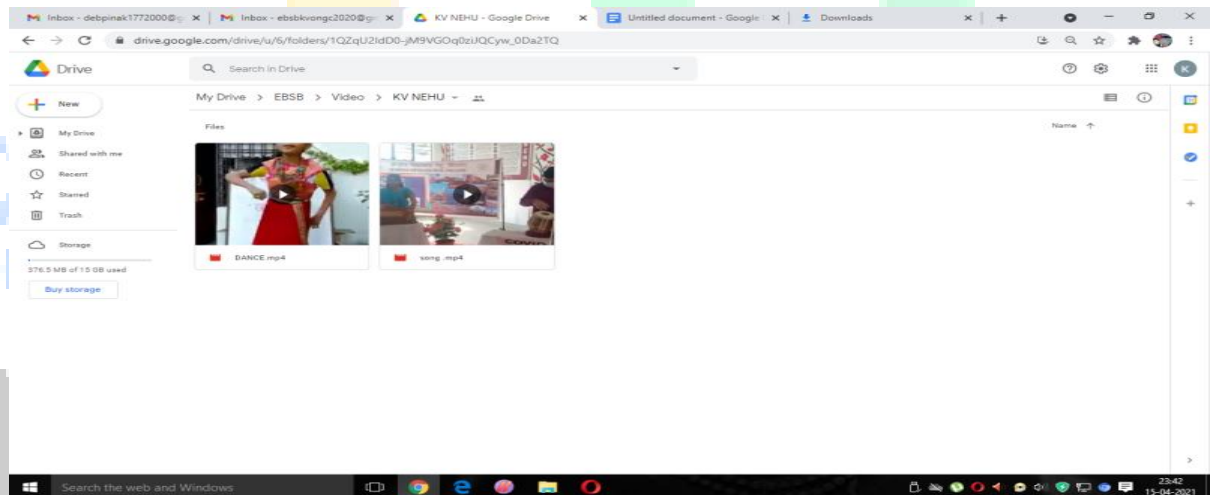 Inbox - debpinak1772000@g
Inbox - ebsbkvongc2020@g
KV NEHU - Google Drive
Untitled document - Google
Downloads
drive.google.com/drive/u/6/folders/1QZqU2IdD0-jM9VGOq0ziJQCyw_0Da2TQ
Drive
Search in Drive
New
My Drive > EBSB > Video > KV NEHU
K
Files
Name
My Drive
Shared with me
Recent
Starred
Trash
Storage
376.5 MB of 15 GB used
Buy storage
COVID
DANCE.mp4
song .mp4
Search the web and Windows
23:42
15-04-2021